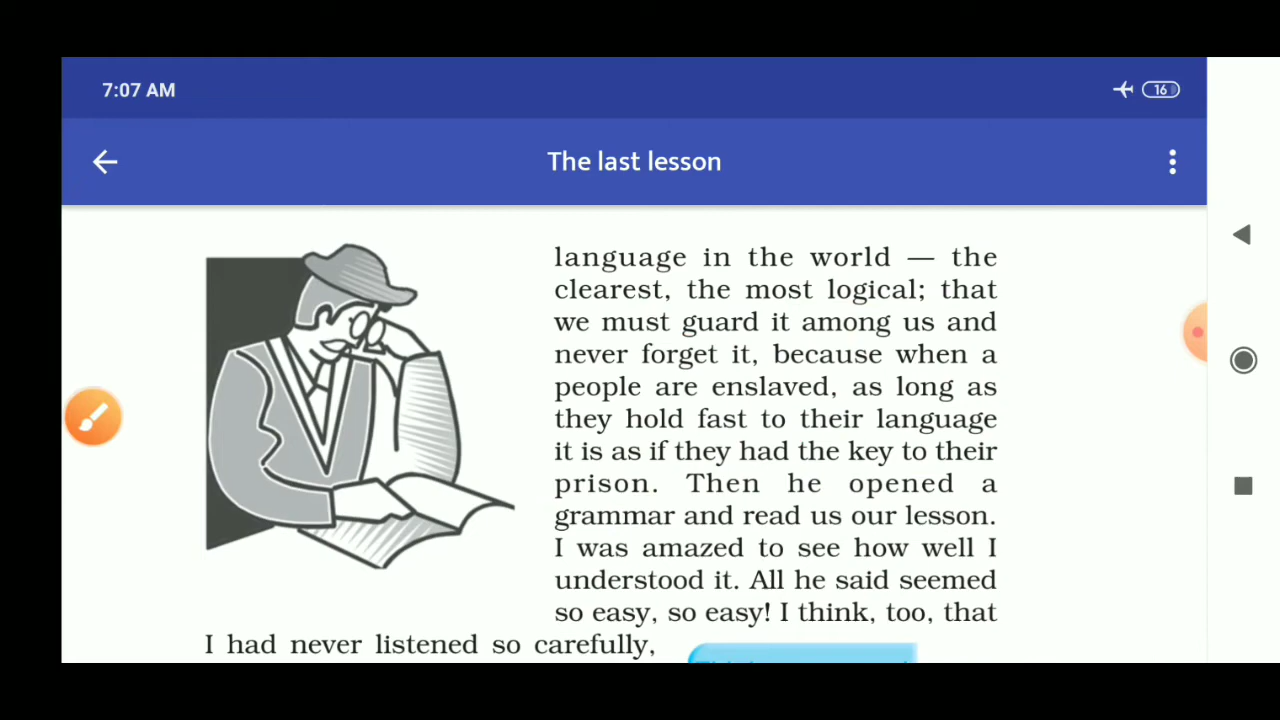 7:07 AM
16
The last lesson
language in the world — the
clearest, the most logical; that
we must guard it among us and
never forget it, because when a
people are enslaved, as long as
they hold fast to their language
it is as if they had the key to their
prison. Then he opened a
grammar and read us our lesson.
I was amazed to see how well I
understood it. All he said seemed
so easy, so easy! I think, too, that
I had never listened so carefully,